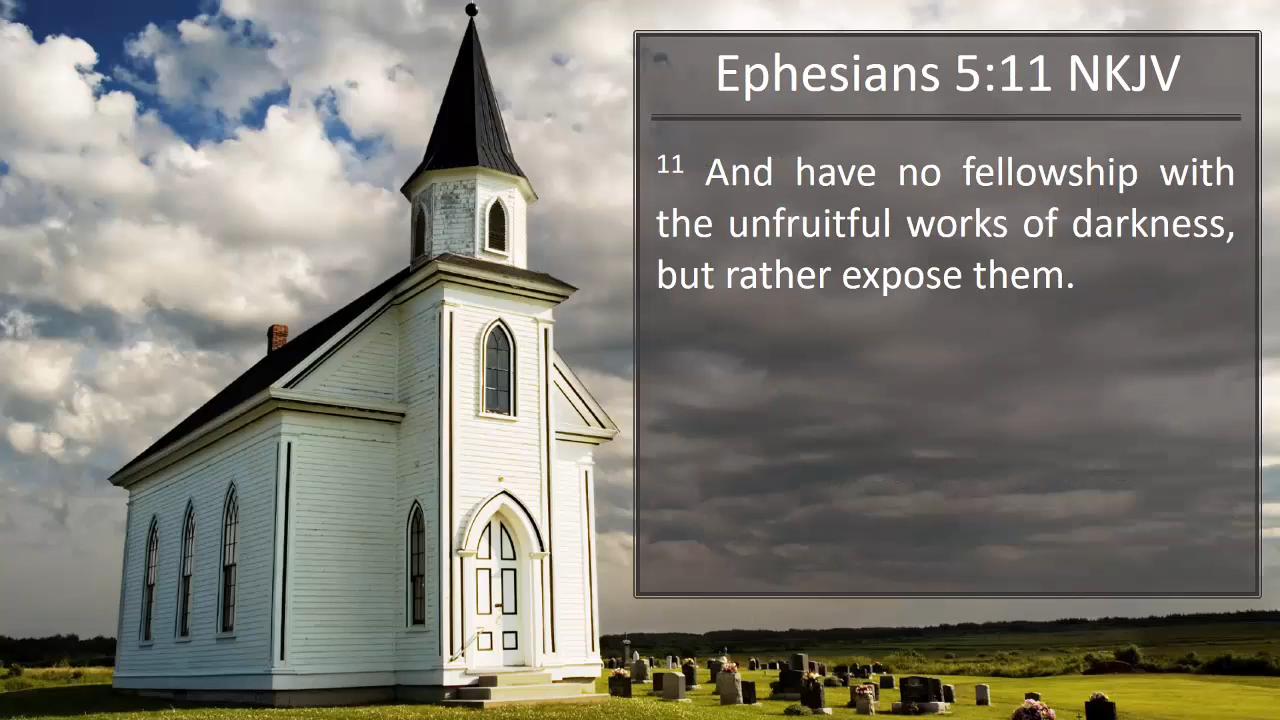 Ephesians 5:11 NKJV
11 And have no fellowship with
the unfruitful works of darkness,
but rather expose them.